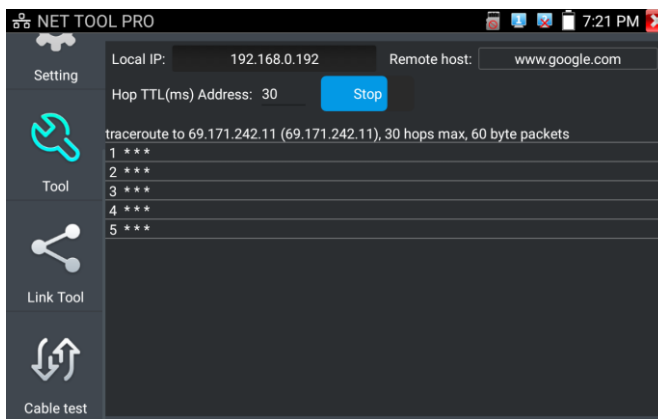 NET TOOL PRO
7:21 PM
Setting
Tool
Link Tool
Cable test
Local IP: 192.168.0.192 Remote host: www.google.com
Hop TTL(ms) Address: 30 Stop
traceroute to 69.171.242.11 (69.171.242.11), 30 hops max, 60 byte packets
1 * * *
2 * * *
3 * * *
4 * * *
5 * * *